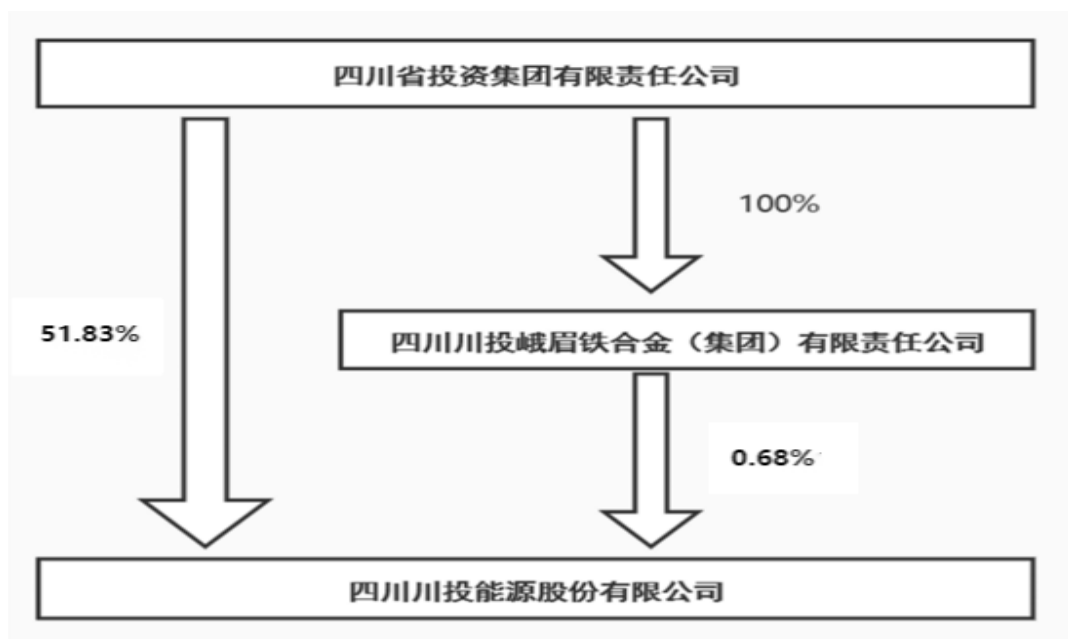 四川省投资集团有限责任公司
100%
51.83%
四川川投峨眉铁合金（集团）有限责任公司
0.68%
四川川投能源股份有限公司